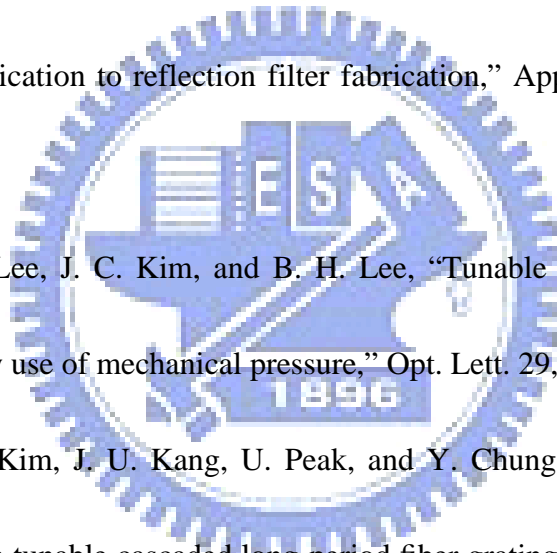 ication to reflection filter fabrication,” App
E S A
Lee, J. C. Kim, and B. H. Lee, “Tunable
use of mechanical pressure,” Opt. Lett. 29,
1896
Kim, J. U. Kang, U. Peak, and Y. Chung
tunable cascaded long-period fiber grating